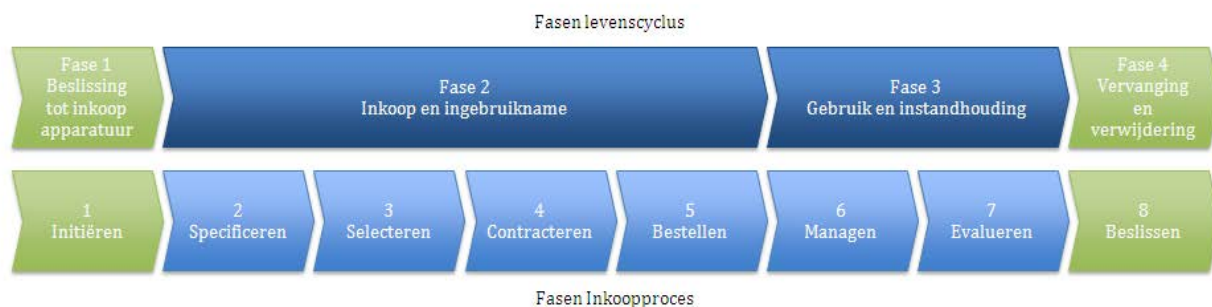 Fasen levenscyclus
Fase 1
Beslissing
tot inkoop
apparatuur
Fase 2
Inkoop en ingebruikname
Fase 3
Gebruik en instandhouding
Fase 4
Vervanging
en
verwijdering
1
Initiëren
2
Specificeren
3
Selecteren
4
Contracteren
5
Bestellen
6
Managen
7
Evalueren
8
Beslissen
Fasen Inkoopproces